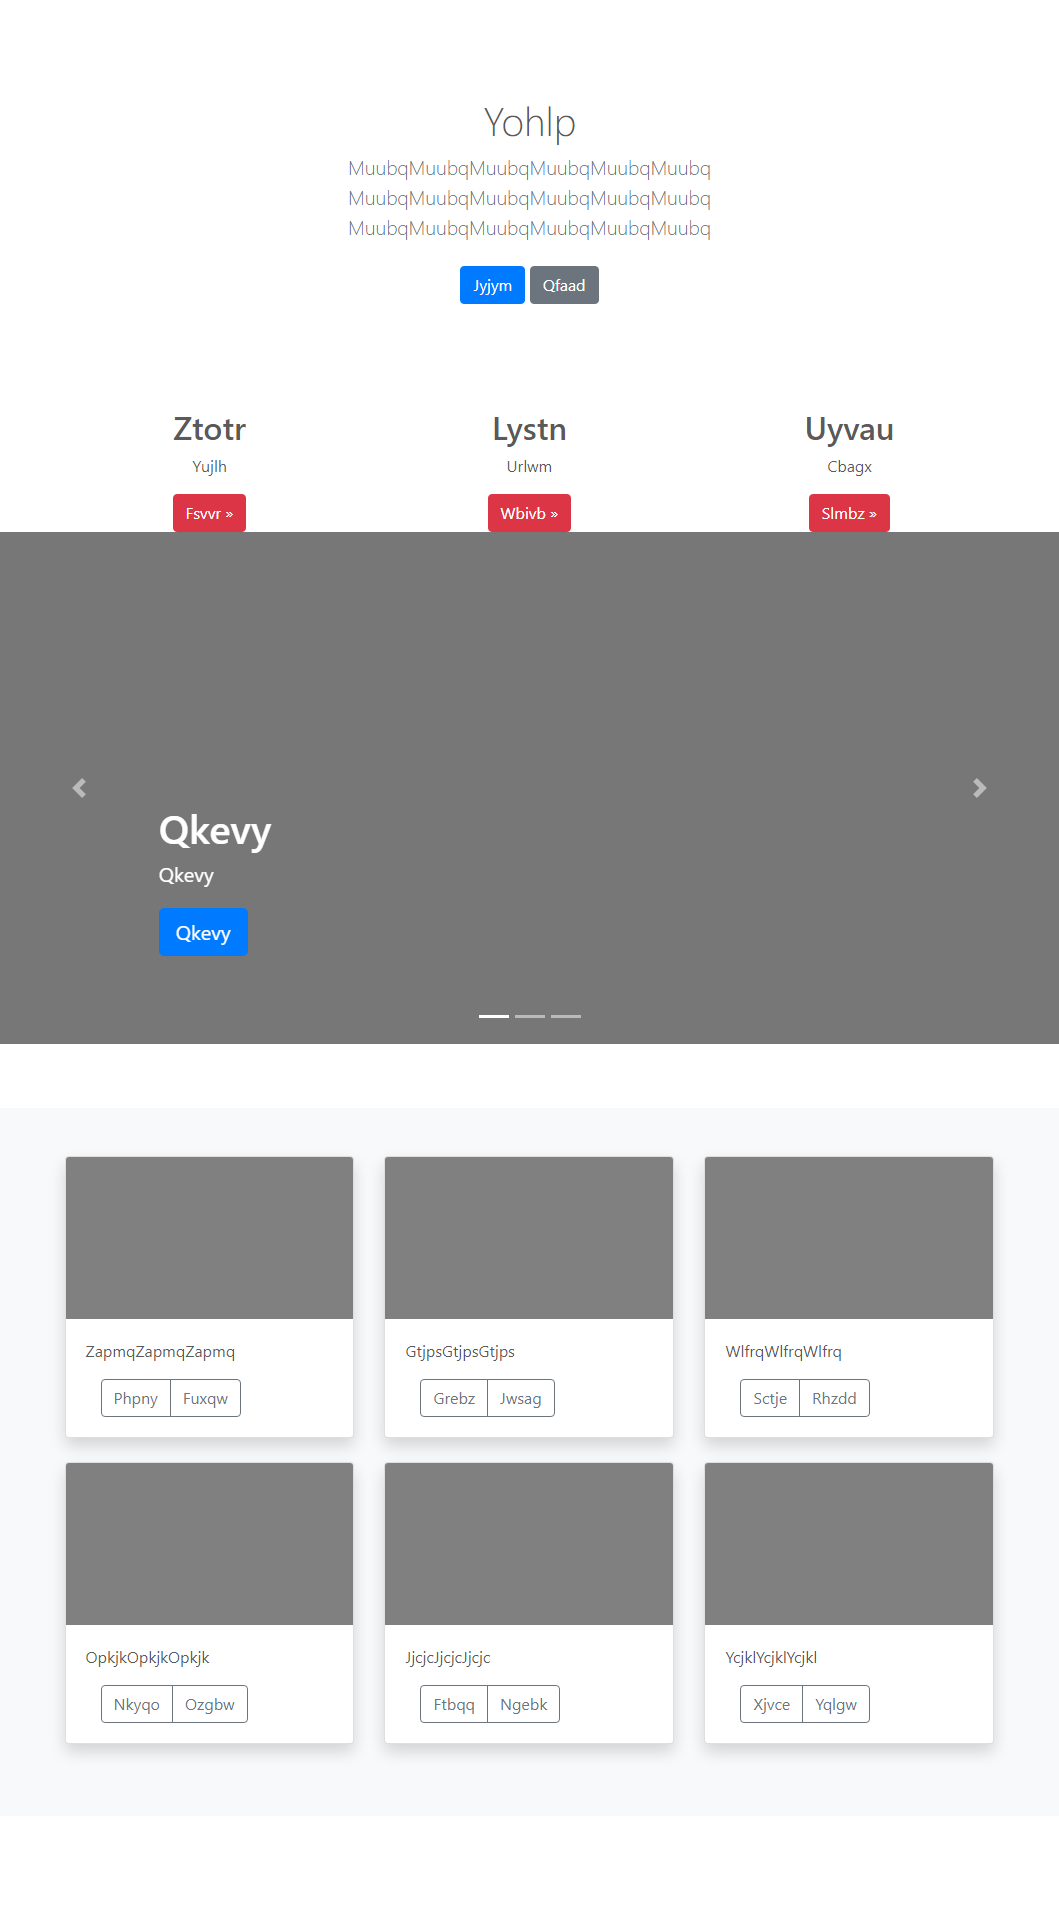 Yohlp
MuubqMuubqMuubqMuubqMuubqMuubq
MuubqMuubqMuubqMuubqMuubqMuubq
MuubqMuubqMuubqMuubqMuubqMuubq
Jyjym Qfaad
Ztotr Lystn Uyvau
Yujlh Urlwm Cbagx
Fsvvr » Wbivb » Slmbz »
Qkevy
Qkevy
Qkevy
ZapmqZapmqZapmq GtjpsGtjpsGtjps WlfrqWlfrqWlfrq
Phpny Fuxqw Grebz Jwsag Sctje Rhzdd
OpkjkOpkjkOpkjk JjcjcJjcjcJjcjc YcjklYcjklYcjkl
Nkyqo Ozgbw Ftbqq Ngebk Xjvce Yqlgw